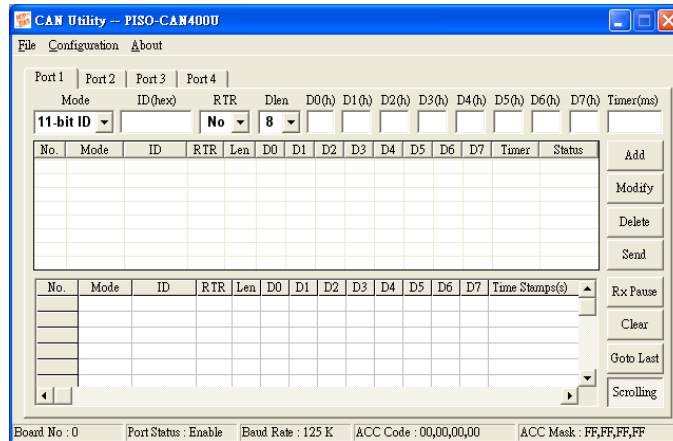 CAN Utility -- PISO-CAN400U
File Configuration About
Port 1 Port 2 Port 3 Port 4
Mode ID(hex) RTR Dlen D0(h) D1(h) D2(h) D3(h) D4(h) D5(h) D6(h) D7(h) Timer(ms)
11-bit ID No 8
No. Mode ID RTR Len D0 D1 D2 D3 D4 D5 D6 D7 Timer Status
Add
Modify
Delete
Send
No. Mode ID RTR Len D0 D1 D2 D3 D4 D5 D6 D7 Time Stamps(s)
Rx Pause
Clear
Goto Last
Scrolling
Board No : 0 Port Status : Enable Baud Rate : 125 K ACC Code : 00,00,00,00 ACC Mask : FF,FF,FF,FF